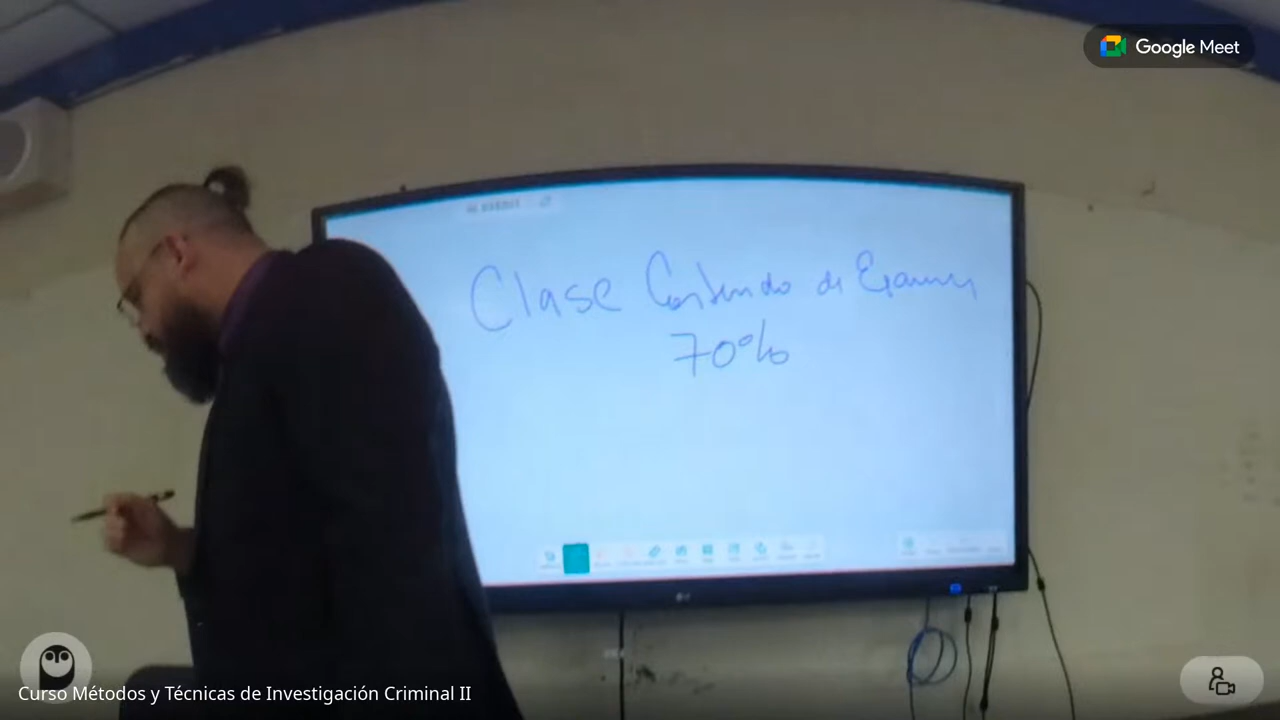 Google Meet
Clase Contenido de Examen
70%
Curso Métodos y Técnicas de Investigación Criminal II